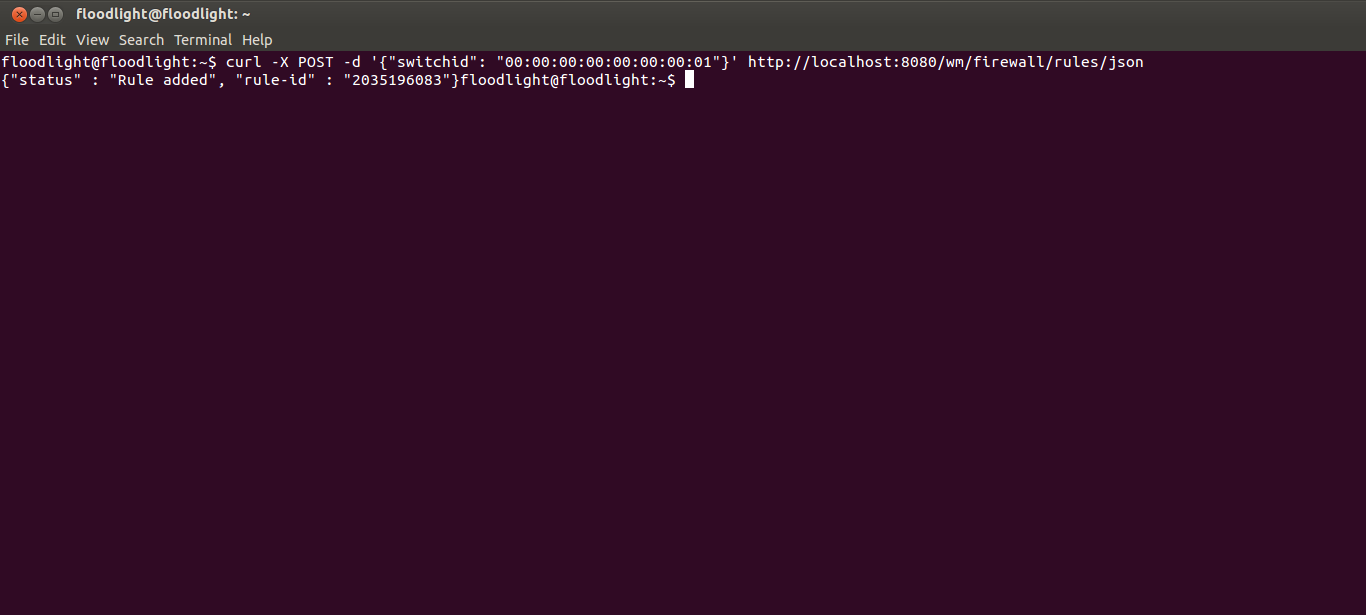 floodlight@floodlight: ~
File Edit View Search Terminal Help
floodlight@floodlight:~$ curl -X POST -d '{"switchid": "00:00:00:00:00:00:00:01"}' http://localhost:8080/wm/firewall/rules/json
{"status" : "Rule added", "rule-id" : "2035196083"}floodlight@floodlight:~$